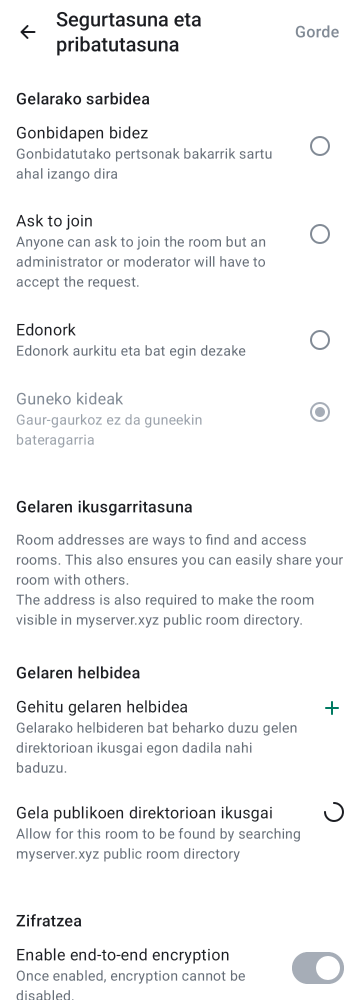 Segurtasuna eta
pribatutasuna
Gorde
Gelarako sarbidea
Gonbidapen bidez
Gonbidatutako pertsonak bakarrik sartu
ahal izango dira
Ask to join
Anyone can ask to join the room but an
administrator or moderator will have to
accept the request.
Edonork
Edonork aurkitu eta bat egin dezake
Guneko kideak
Gaur-gaurkoz ez da guneekin
bateragarria
Gelaren ikusgarritasuna
Room addresses are ways to find and access
rooms. This also ensures you can easily share your
room with others.
The address is also required to make the room
visible in myserver.xyz public room directory.
Gelaren helbidea
Gehitu gelaren helbidea
Gelarako helbideren bat beharko duzu gelen
direktorioan ikusgai egon dadila nahi
baduzu.
Gela publikoen direktorioan ikusgai
Allow for this room to be found by searching
myserver.xyz public room directory
Zifratzea
Enable end-to-end encryption
Once enabled, encryption cannot be
disabled.